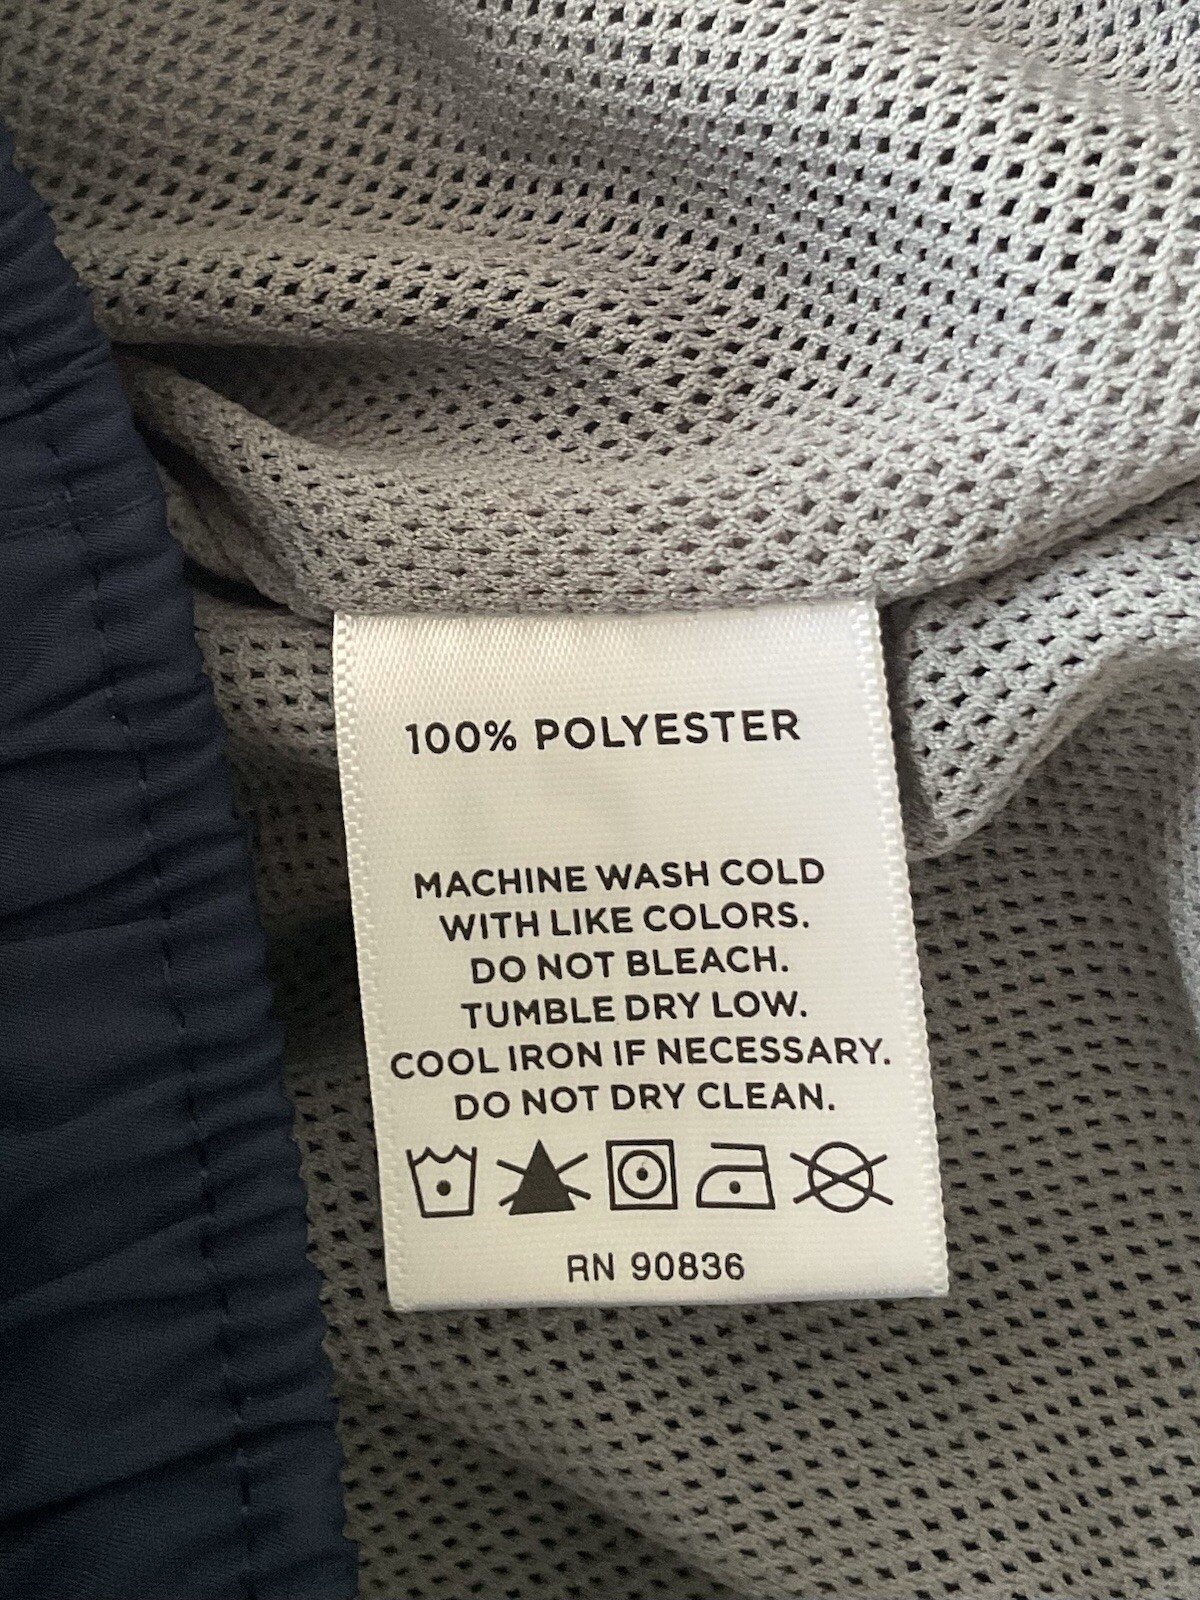 100% POLYESTER
MACHINE WASH COLD
WITH LIKE COLORS.
DO NOT BLEACH.
TUMBLE DRY LOW.
COOL IRON IF NECESSARY.
DO NOT DRY CLEAN.
RN 90836